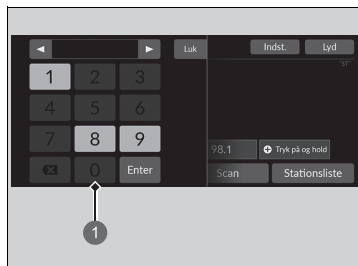 ◄ ► Luk Indst. Lyd
"ST"
1 2 3
4 5 6
7 8 9
98.1 Tryk på og hold
0 Enter Scan Stationsliste
1